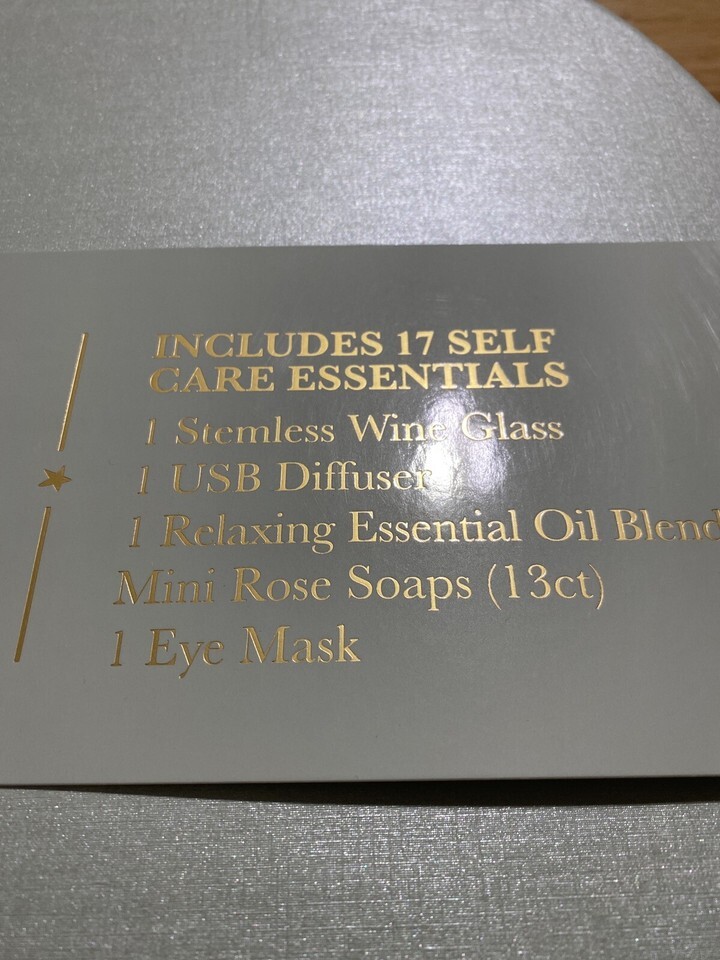 INCLUDES 17 SELF
CARE ESSENTIALS
1 Stemless Wine Glass
1 USB Diffuser
1 Relaxing Essential Oil Blend
Mini Rose Soaps (13ct)
1 Eye Mask